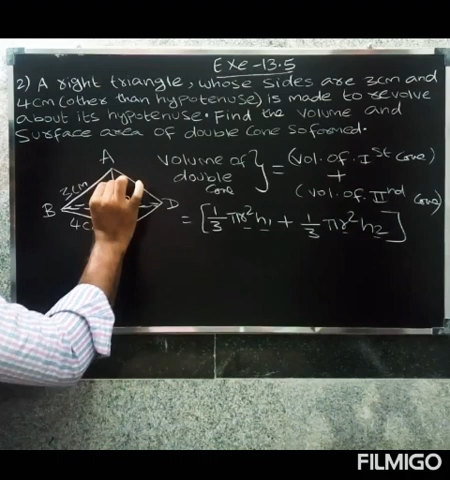 Exe-13.5
2) A right triangle, whose sides are 3cm and
4cm (other than hypotenuse) is made to revolve
about its hypotenuse. Find the volume and
Surface area of double Cone so formed.
A
3cm
B
D
4c
volume of
double
Cone
} = (vol. of. Ist Cone)
+
(vol. of. IInd Cone)
= [1/3 πr²h₁ + 1/3 πr²h₂]
FILMIGO